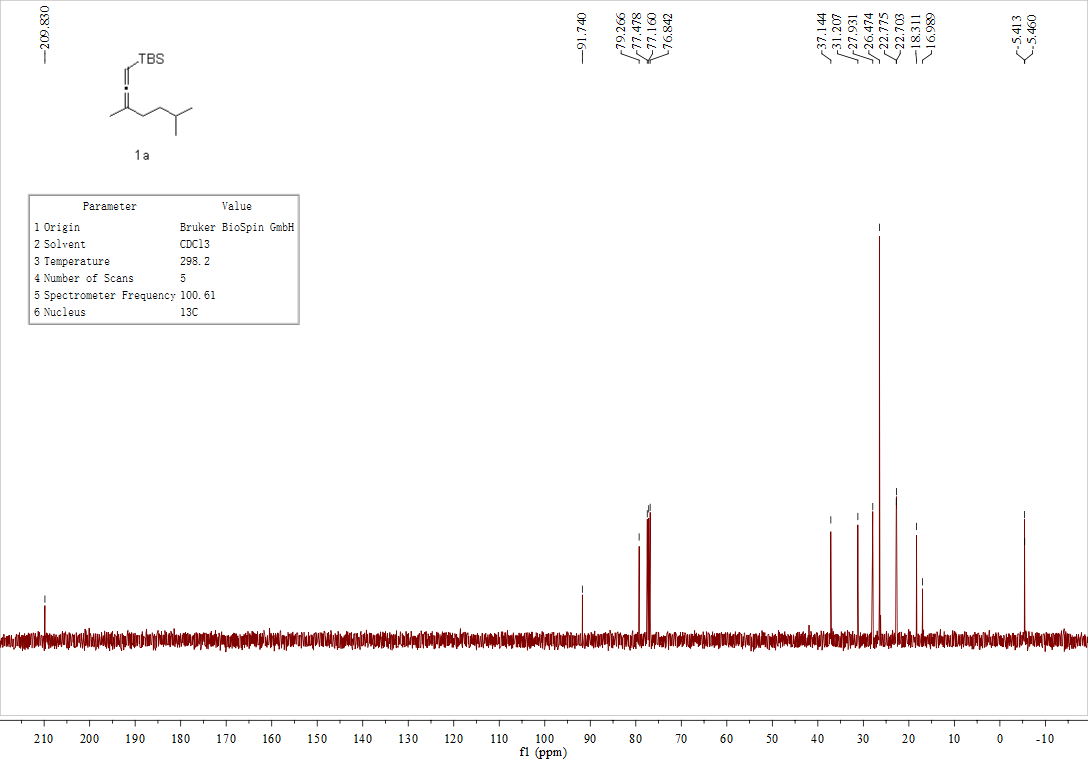 209.830
91.740
79.266
77.478
77.160
76.842
37.144
31.207
27.931
26.474
22.775
22.703
18.311
16.989
-5.413
-5.460
TBS
1a
Parameter Value
1 Origin Bruker BioSpin GmbH
2 Solvent CDCl3
3 Temperature 298.2
4 Number of Scans 5
5 Spectrometer Frequency 100.61
6 Nucleus 13C
210 200 190 180 170 160 150 140 130 120 110 100 90 80 70 60 50 40 30 20 10 0 -10
f1 (ppm)